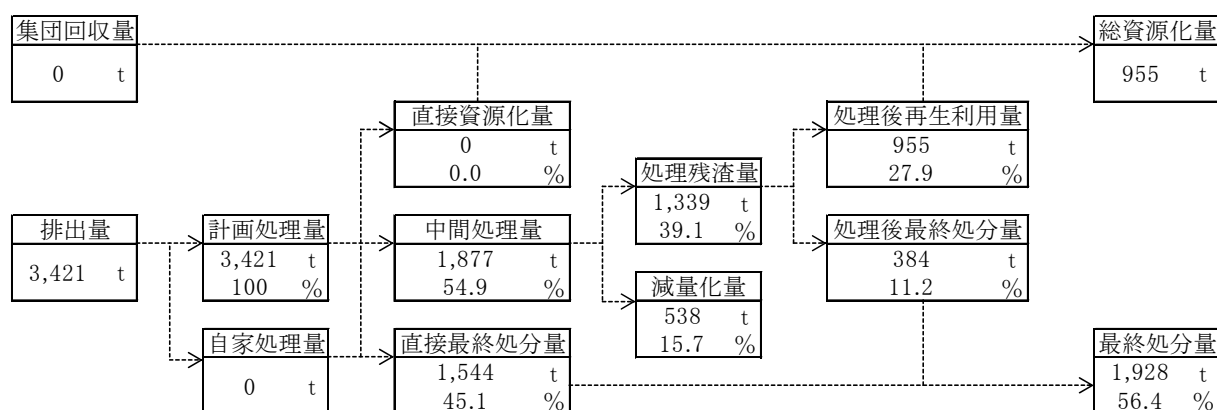 集団回収量
0 t
総資源化量
955 t
直接資源化量
0 t
0.0 %
処理後再生利用量
955 t
27.9 %
処理残渣量
1,339 t
39.1 %
排出量
3,421 t
計画処理量
3,421 t
100 %
中間処理量
1,877 t
54.9 %
処理後最終処分量
384 t
11.2 %
減量化量
538 t
15.7 %
自家処理量
0 t
直接最終処分量
1,544 t
45.1 %
最終処分量
1,928 t
56.4 %